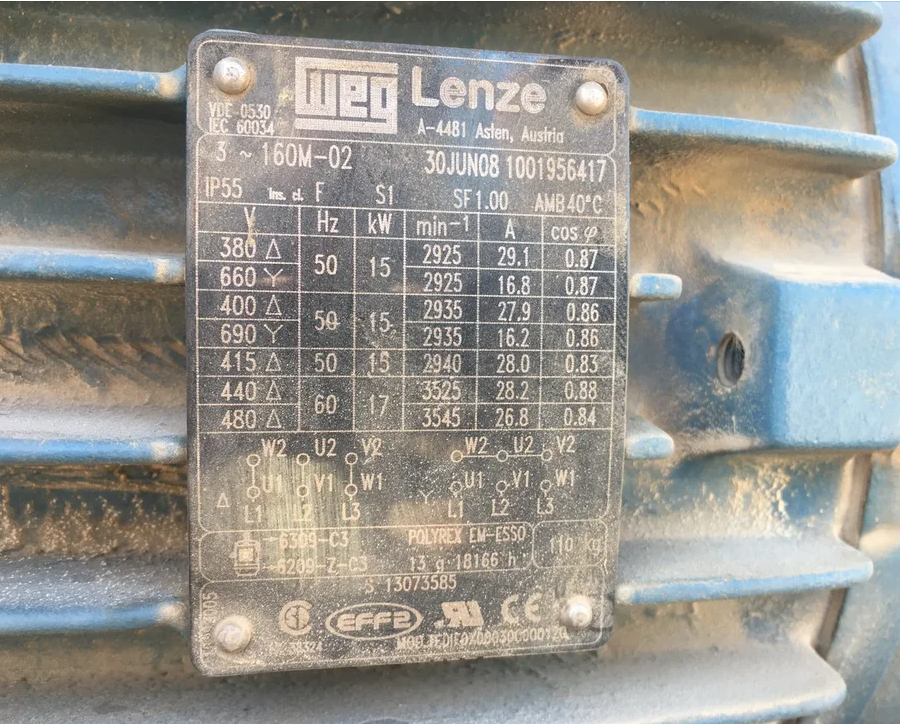 WEG Lenze
VDE-0530
IEC 60034
A-4481 Asten, Austria
3 ~ 160M-02 30JUN08 1001956417
IP55 Ins. cl. F S1 SF 1.00 AMB 40°C
V Hz kW min⁻¹ A cos φ
380 Δ 50 15 2925 29.1 0.87
660 Y 2925 16.8 0.87
400 Δ 50 15 2935 27.9 0.86
690 Y 2935 16.2 0.86
415 Δ 50 15 2940 28.0 0.83
440 Δ 60 17 3525 28.2 0.88
480 Δ 3545 26.8 0.84
W2 U2 V2 W2 U2 V2
Δ U1 V1 W1 Y U1 V1 W1
L1 L2 L3 L1 L2 L3
6309-C3 POLYREX EM-ESSO 110 kg
6209-Z-C3 13 g-18166 h
S. 13073585
EFF2 CE
38324 MOD.